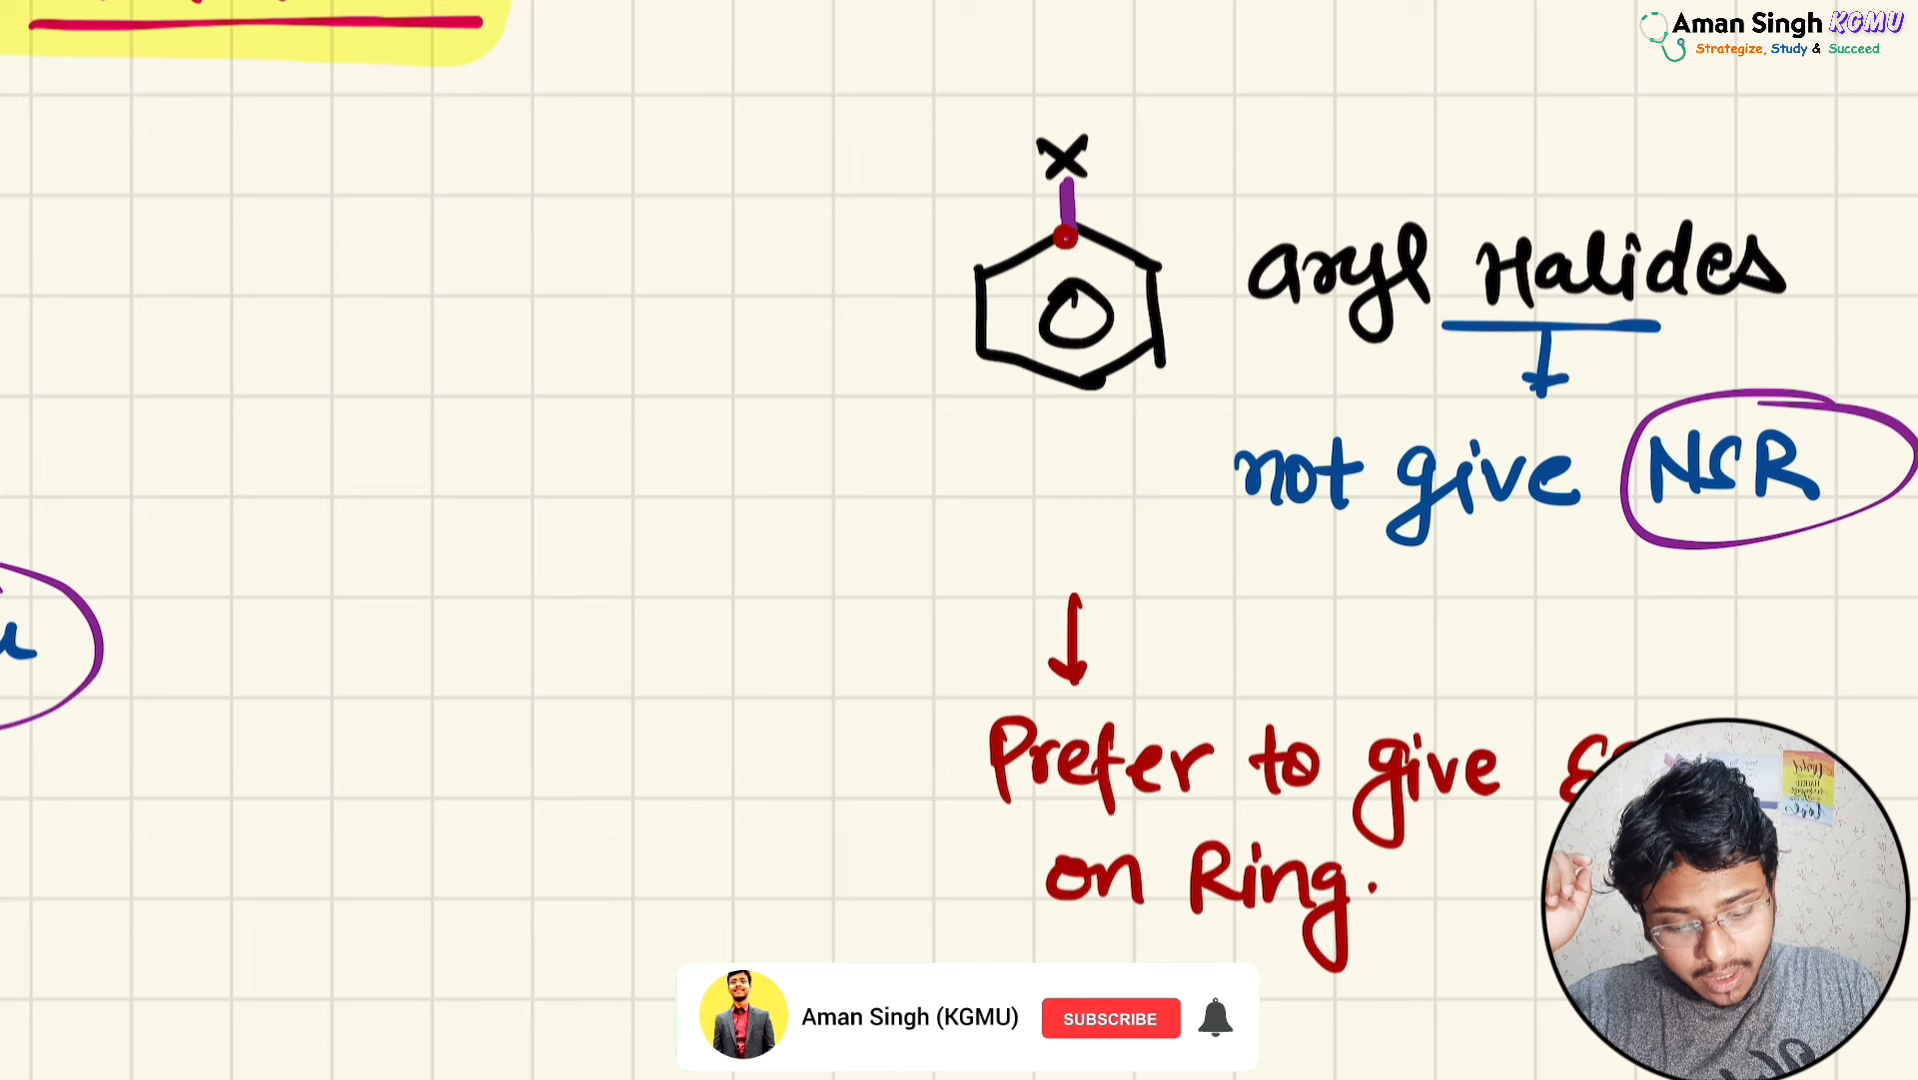 Aman Singh KGMU
Strategize, Study & Succeed
X
aryl Halides
not give NSR
Prefer to give
on Ring.
Aman Singh (KGMU)
SUBSCRIBE